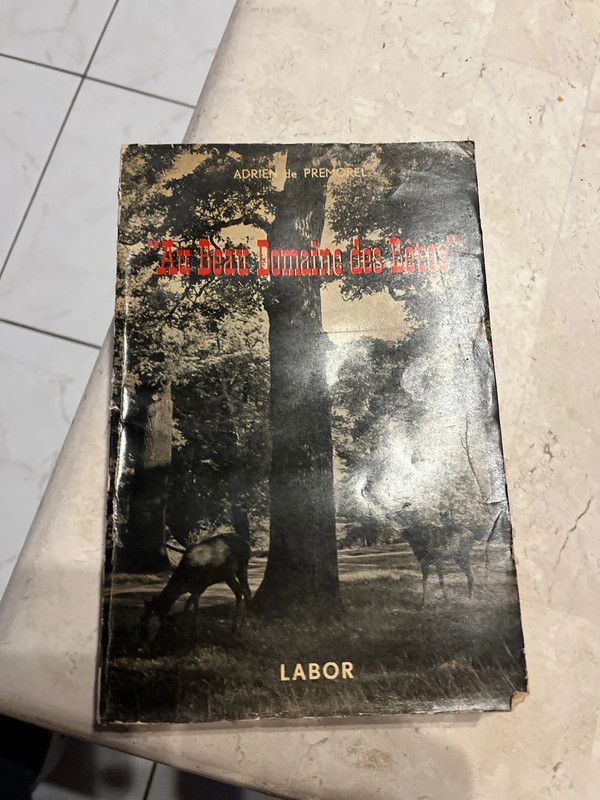 ADRIEN de PREMOREL
"Au Beau Domaine des Bêtes"
LABOR